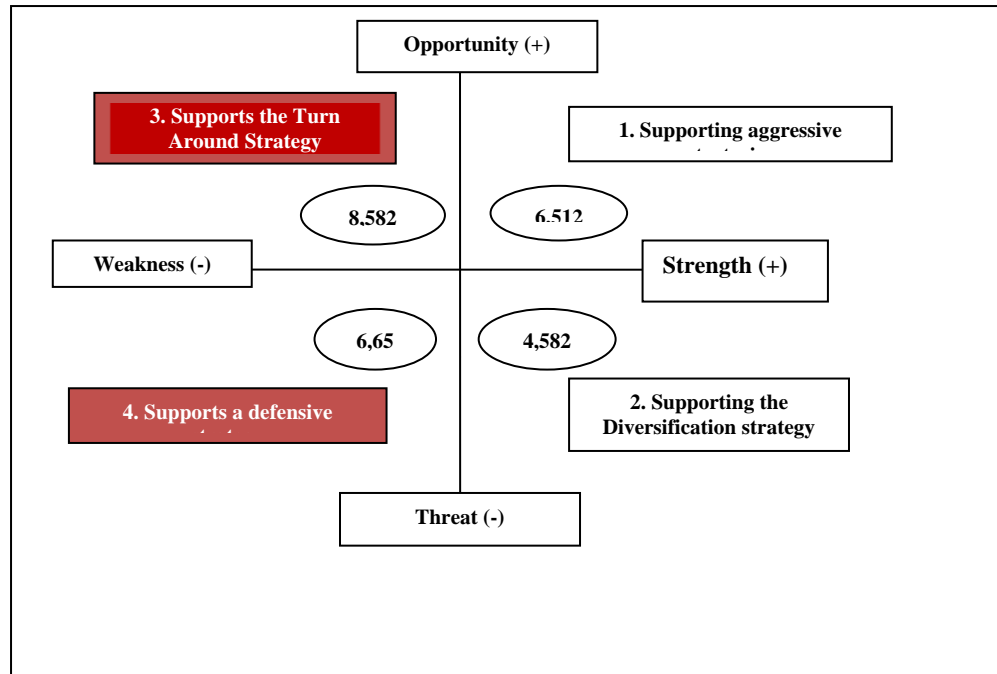 Opportunity (+)
3. Supports the Turn
Around Strategy
1. Supporting aggressive
8,582
6.512
Weakness (-)
Strength (+)
6,65
4,582
4. Supports a defensive
2. Supporting the
Diversification strategy
Threat (-)